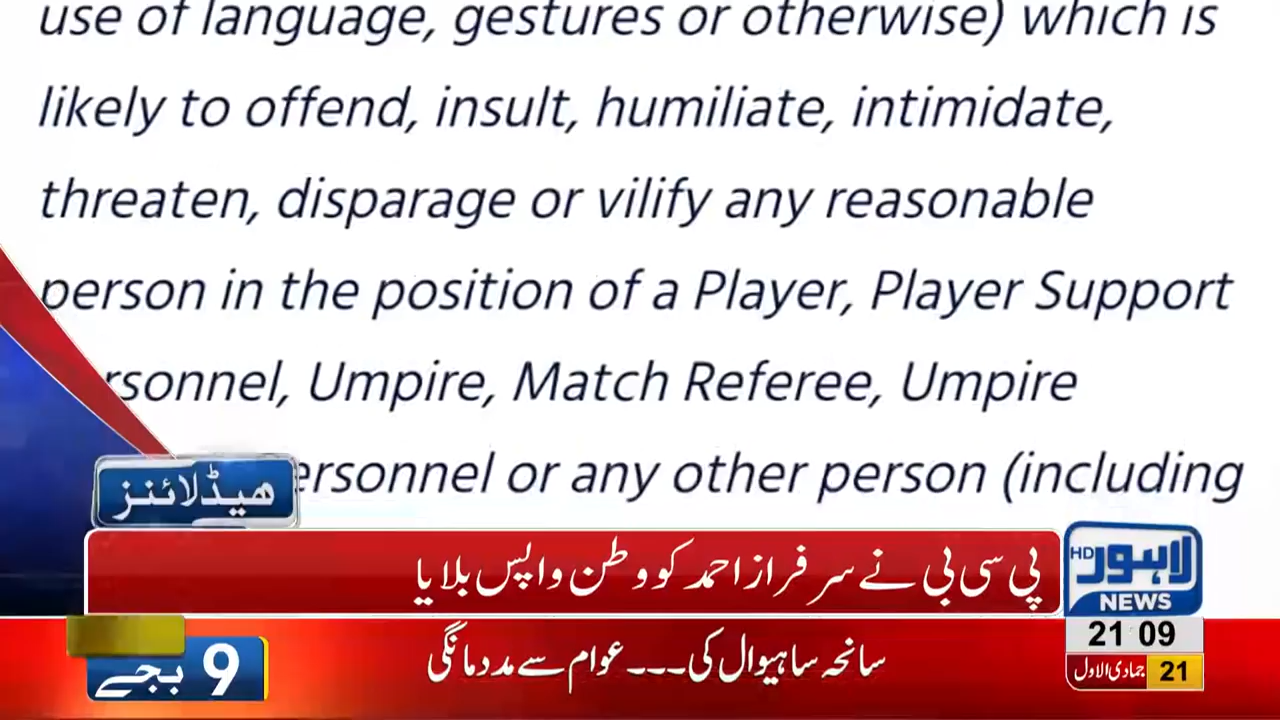 use of language, gestures or otherwise) which is
likely to offend, insult, humiliate, intimidate,
threaten, disparage or vilify any reasonable
person in the position of a Player, Player Support
Umpire, Match Referee, Umpire
or any other person (including
ہیڈلائنز
پی سی بی نے سرفراز احمد کو وطن واپس بلا یا
HD لاہور
NEWS
21 09
سانحہ ساہیوال کی ۔۔۔ عوام سے مدد مانگی
9 بجے
جمادی الاول 21